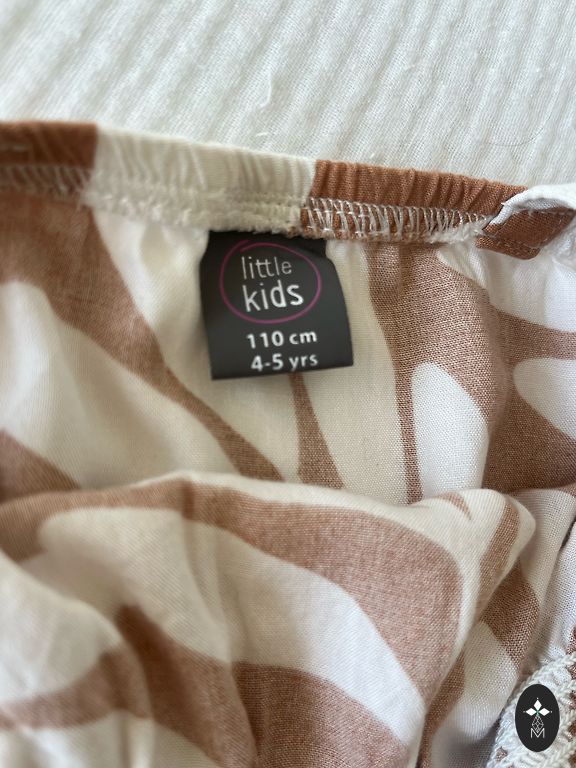 little
kids
110 cm
4-5 yrs
M